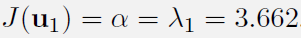 J(u₁) = α = λ₁ = 3.662